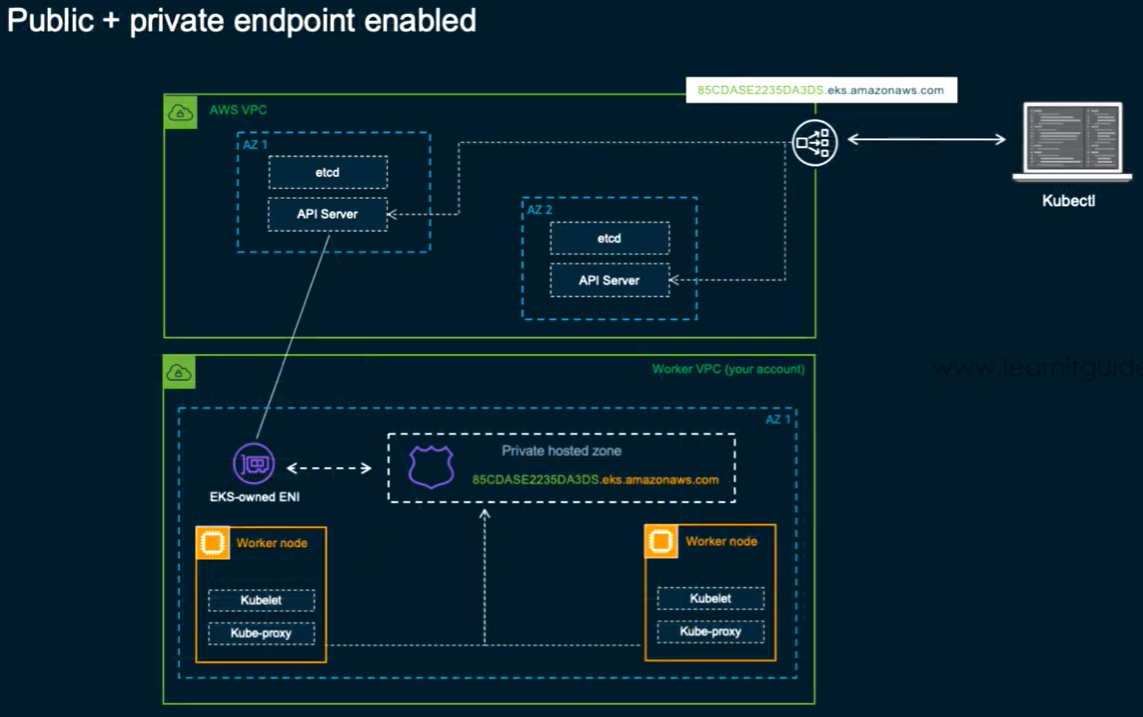 Public + private endpoint enabled
85CDASE2235DA3DS.eks.amazonaws.com
AWS VPC
AZ 1
etcd
API Server
AZ 2
etcd
API Server
Kubectl
Worker VPC (your account)
www.learnitguide
AZ 1
Private hosted zone
85CDASE2235DA3DS.eks.amazonaws.com
EKS-owned ENI
Worker node
Kubelet
Kube-proxy
Worker node
Kubelet
Kube-proxy